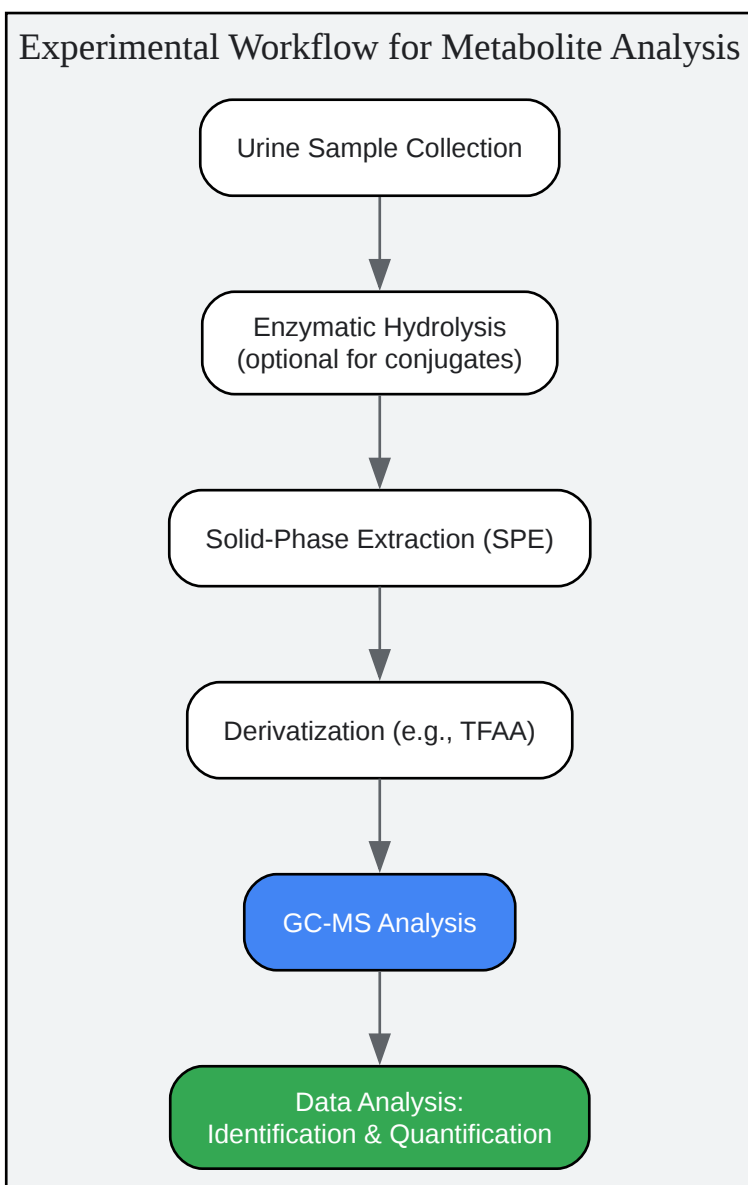 Experimental Workflow for Metabolite Analysis
Urine Sample Collection
Enzymatic Hydrolysis
(optional for conjugates)
Solid-Phase Extraction (SPE)
Derivatization (e.g., TFAA)
GC-MS Analysis
Data Analysis:
Identification & Quantification